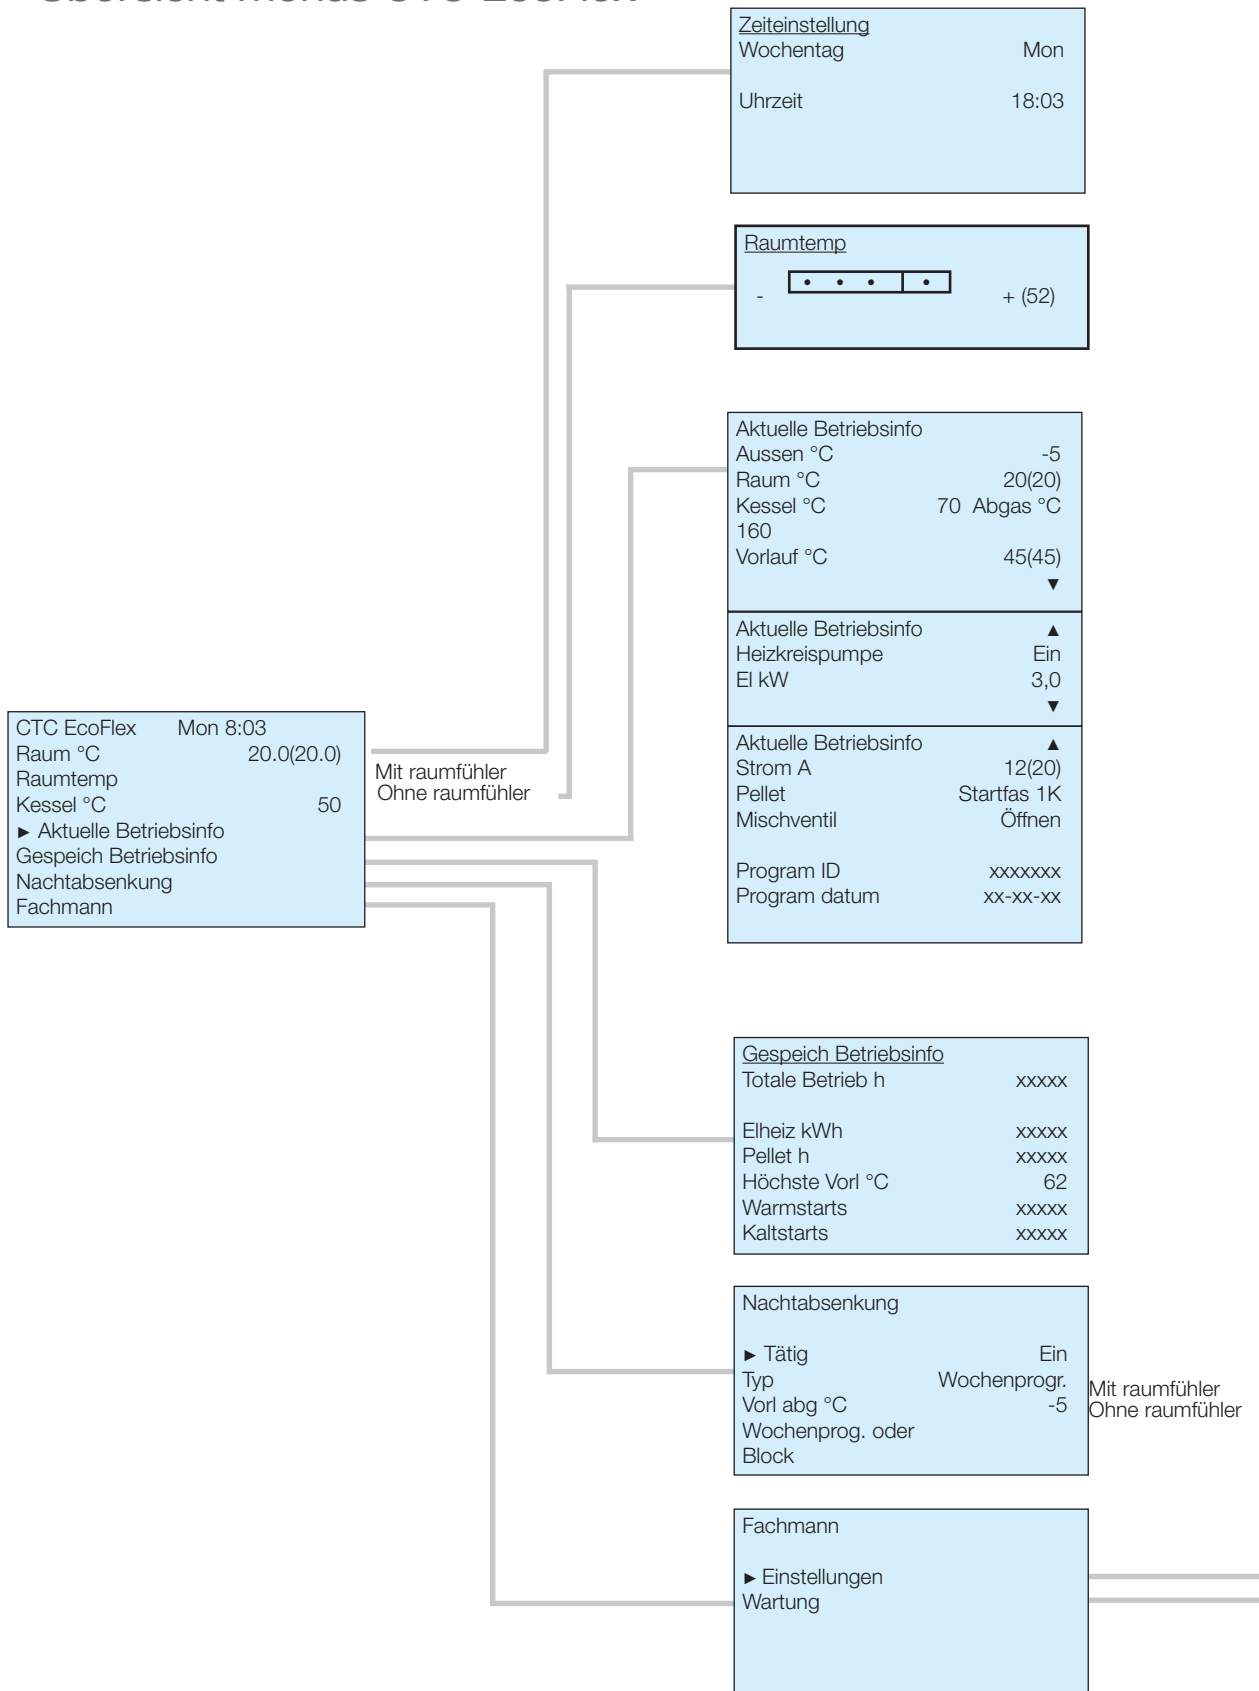 Übersicht Menüs CTC EcoFlex
Zeiteinstellung
Wochentag Mon
Uhrzeit 18:03
Raumtemp
- + (52)
Aktuelle Betriebsinfo
Aussen °C -5
Raum °C 20(20)
Kessel °C 70 Abgas °C
160
Vorlauf °C 45(45)
▼
Aktuelle Betriebsinfo ▲
Heizkreispumpe Ein
El kW 3,0
▼
Aktuelle Betriebsinfo ▲
Strom A 12(20)
Pellet Startfas 1K
Mischventil Öffnen
Program ID xxxxxxx
Program datum xx-xx-xx
CTC EcoFlex Mon 8:03
Raum °C 20.0(20.0)
Raumtemp
Kessel °C 50
► Aktuelle Betriebsinfo
Gespeich Betriebsinfo
Nachtabsenkung
Fachmann
Mit raumfühler
Ohne raumfühler
Gespeich Betriebsinfo
Totale Betrieb h xxxxx
Elheiz kWh xxxxx
Pellet h xxxxx
Höchste Vorl °C 62
Warmstarts xxxxx
Kaltstarts xxxxx
Nachtabsenkung
► Tätig Ein
Typ Wochenprogr.
Vorl abg °C -5
Wochenprog. oder
Block
Mit raumfühler
Ohne raumfühler
Fachmann
► Einstellungen
Wartung